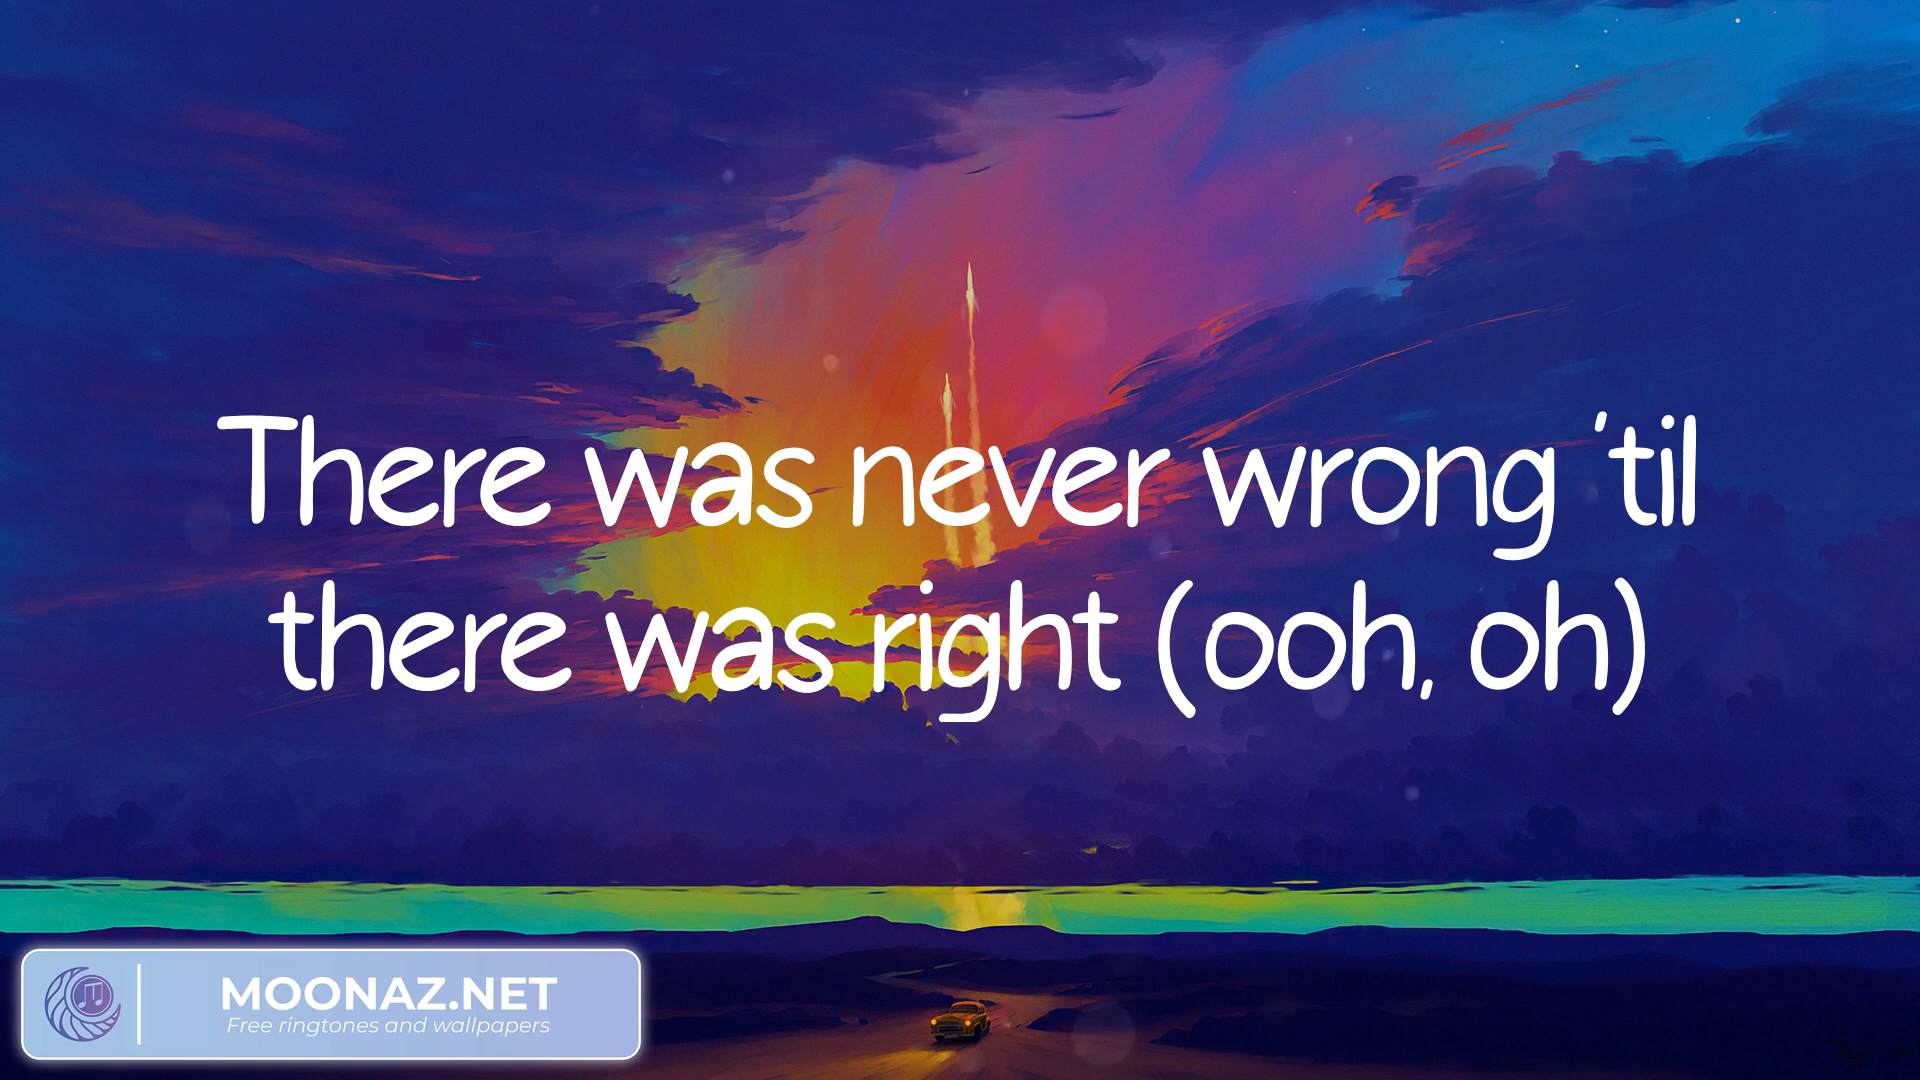 There was never wrong 'til
there was right (ooh, oh)
MOONAZ.NET
Free ringtones and wallpapers